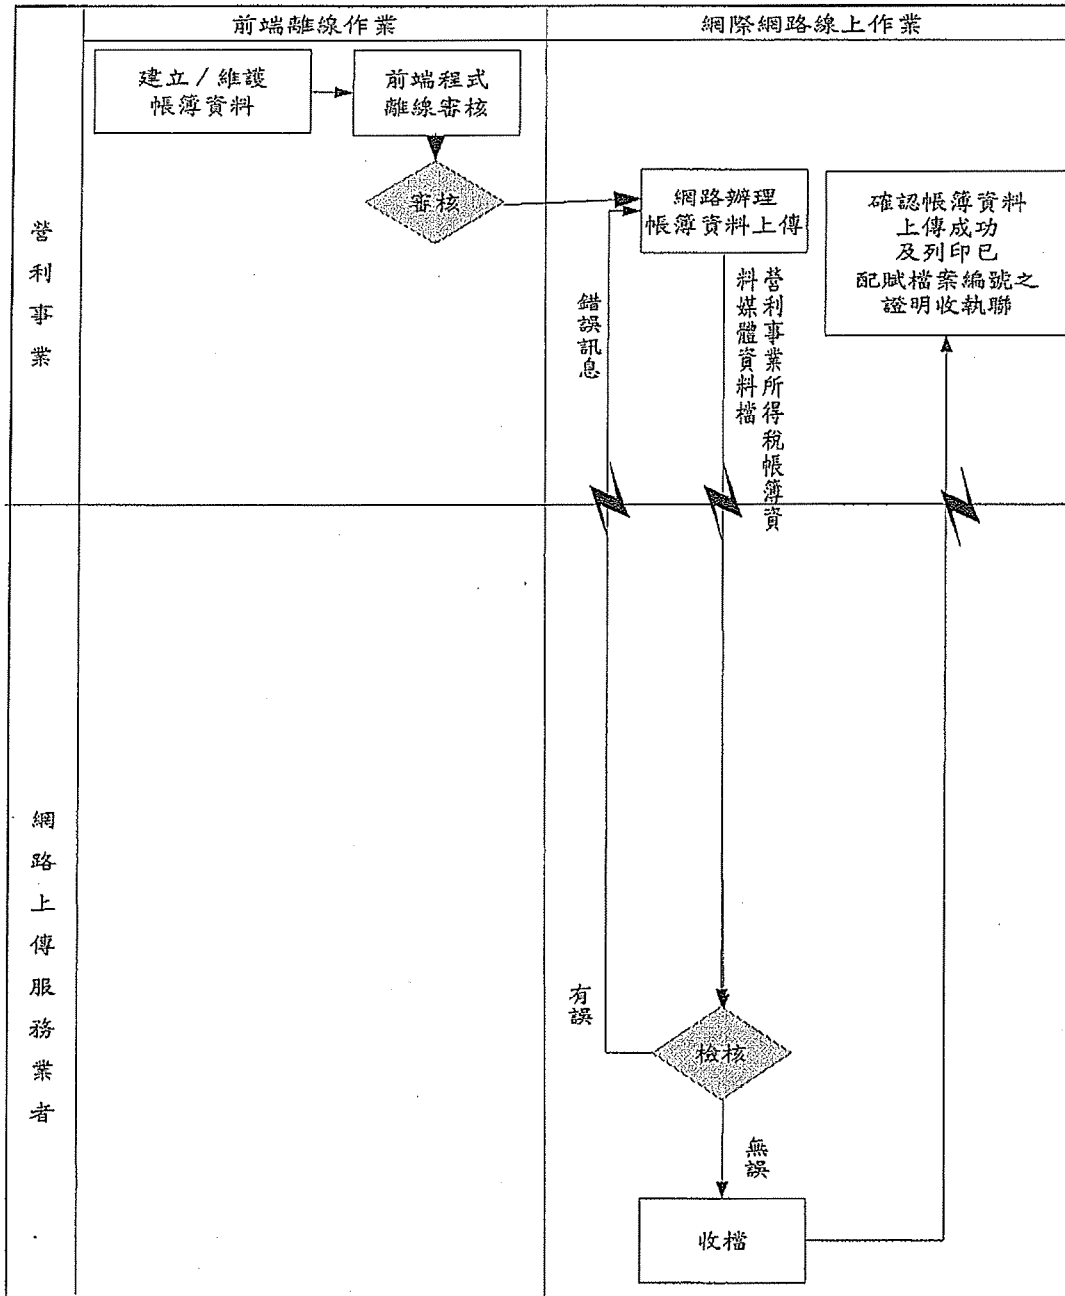 前端離線作業
網際網路線上作業
營利事業
建立/維護
帳簿資料
前端程式
離線審核
審核
網路辦理
帳簿資料上傳
確認帳簿資料
上傳成功
及列印已
配賦檔案編號之
證明收執聯
錯誤訊息
營利事業所得稅帳簿資
料媒體資料檔
網路上傳服務業者
有誤
檢核
無誤
收檔